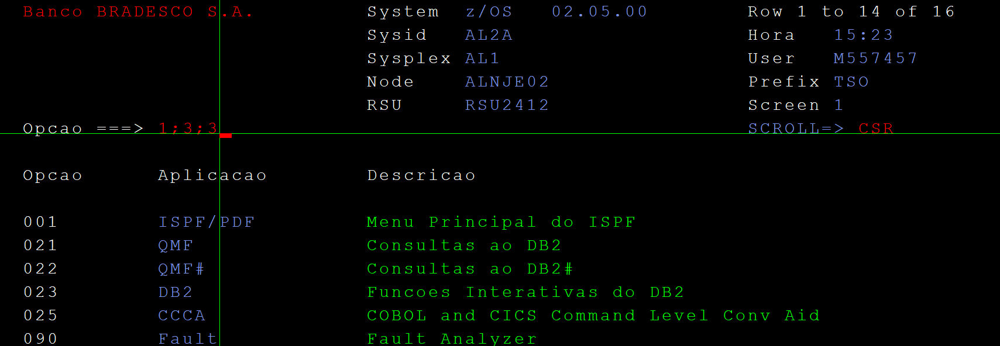 Banco BRADESCO S.A. System z/OS 02.05.00 Row 1 to 14 of 16
Sysid AL2A Hora 15:23
Sysplex AL1 User M557457
Node ALNJE02 Prefix TSO
RSU RSU2412 Screen 1
Opcao ===> 1;3;3 SCROLL=> CSR
Opcao Aplicacao Descricao
001 ISPF/PDF Menu Principal do ISPF
021 QMF Consultas ao DB2
022 QMF# Consultas ao DB2#
023 DB2 Funcoes Interativas do DB2
025 CCCA COBOL and CICS Command Level Conv Aid
090 Fault Fault Analyzer